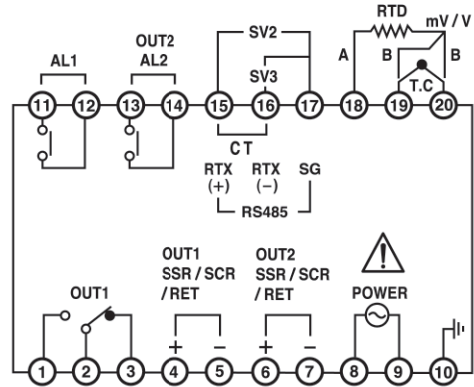 RTD
mV / V
OUT2
SV2
A
B
B
AL1
AL2
SV3
T.C
11
12
13
14
15
16
17
18
19
20
CT
RTX
RTX
SG
(+)
(−)
RS485
OUT1
OUT2
SSR / SCR
SSR / SCR
/ RET
/ RET
OUT1
POWER
+
−
+
−
1
2
3
4
5
6
7
8
9
10